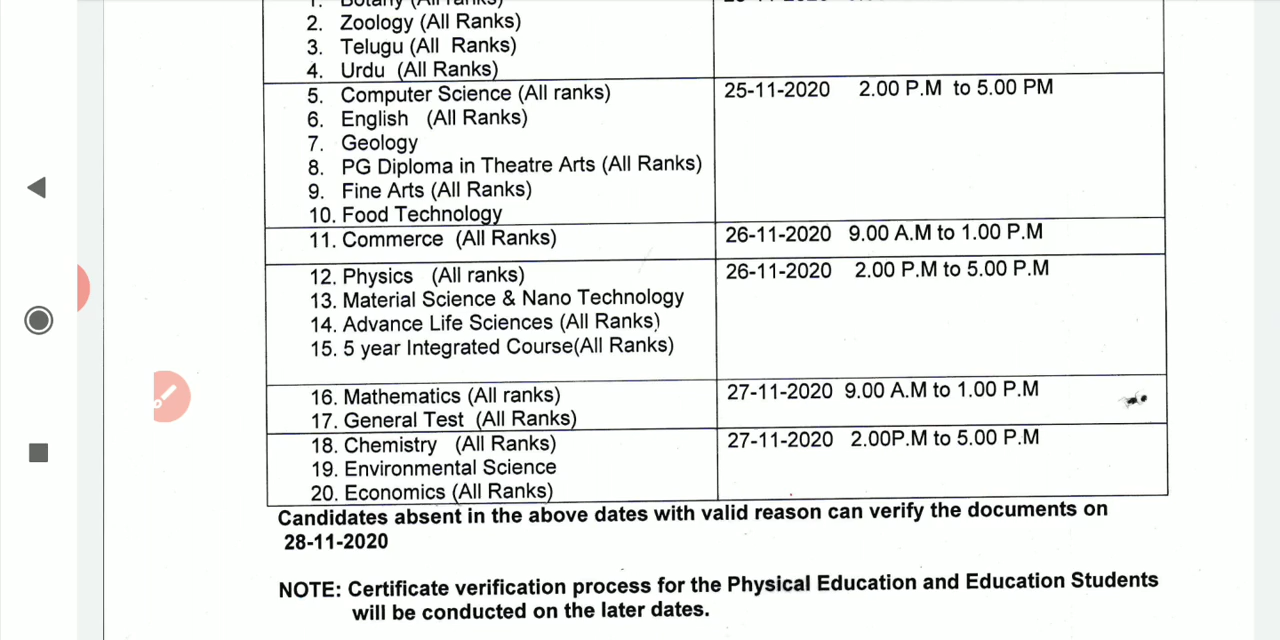 1. Botany (All ranks)
2. Zoology (All Ranks)
3. Telugu (All Ranks)
4. Urdu (All Ranks)
5. Computer Science (All ranks)
25-11-2020 2.00 P.M to 5.00 PM
6. English (All Ranks)
7. Geology
8. PG Diploma in Theatre Arts (All Ranks)
9. Fine Arts (All Ranks)
10. Food Technology
11. Commerce (All Ranks)
26-11-2020 9.00 A.M to 1.00 P.M
12. Physics (All ranks)
26-11-2020 2.00 P.M to 5.00 P.M
13. Material Science & Nano Technology
14. Advance Life Sciences (All Ranks)
15. 5 year Integrated Course(All Ranks)
16. Mathematics (All ranks)
27-11-2020 9.00 A.M to 1.00 P.M
17. General Test (All Ranks)
18. Chemistry (All Ranks)
27-11-2020 2.00P.M to 5.00 P.M
19. Environmental Science
20. Economics (All Ranks)
Candidates absent in the above dates with valid reason can verify the documents on
28-11-2020
NOTE: Certificate verification process for the Physical Education and Education Students
will be conducted on the later dates.